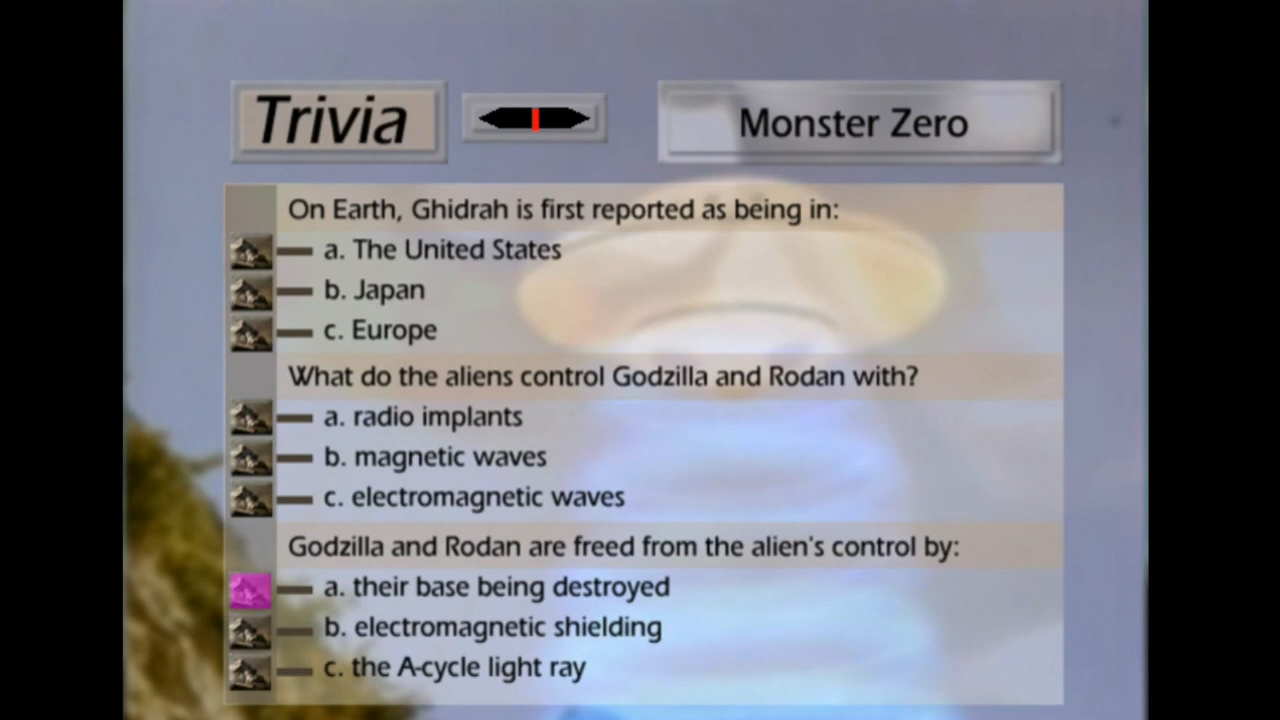 Trivia
Monster Zero
On Earth, Ghidrah is first reported as being in:
a. The United States
b. Japan
c. Europe
What do the aliens control Godzilla and Rodan with?
a. radio implants
b. magnetic waves
c. electromagnetic waves
Godzilla and Rodan are freed from the alien's control by:
a. their base being destroyed
b. electromagnetic shielding
c. the A-cycle light ray